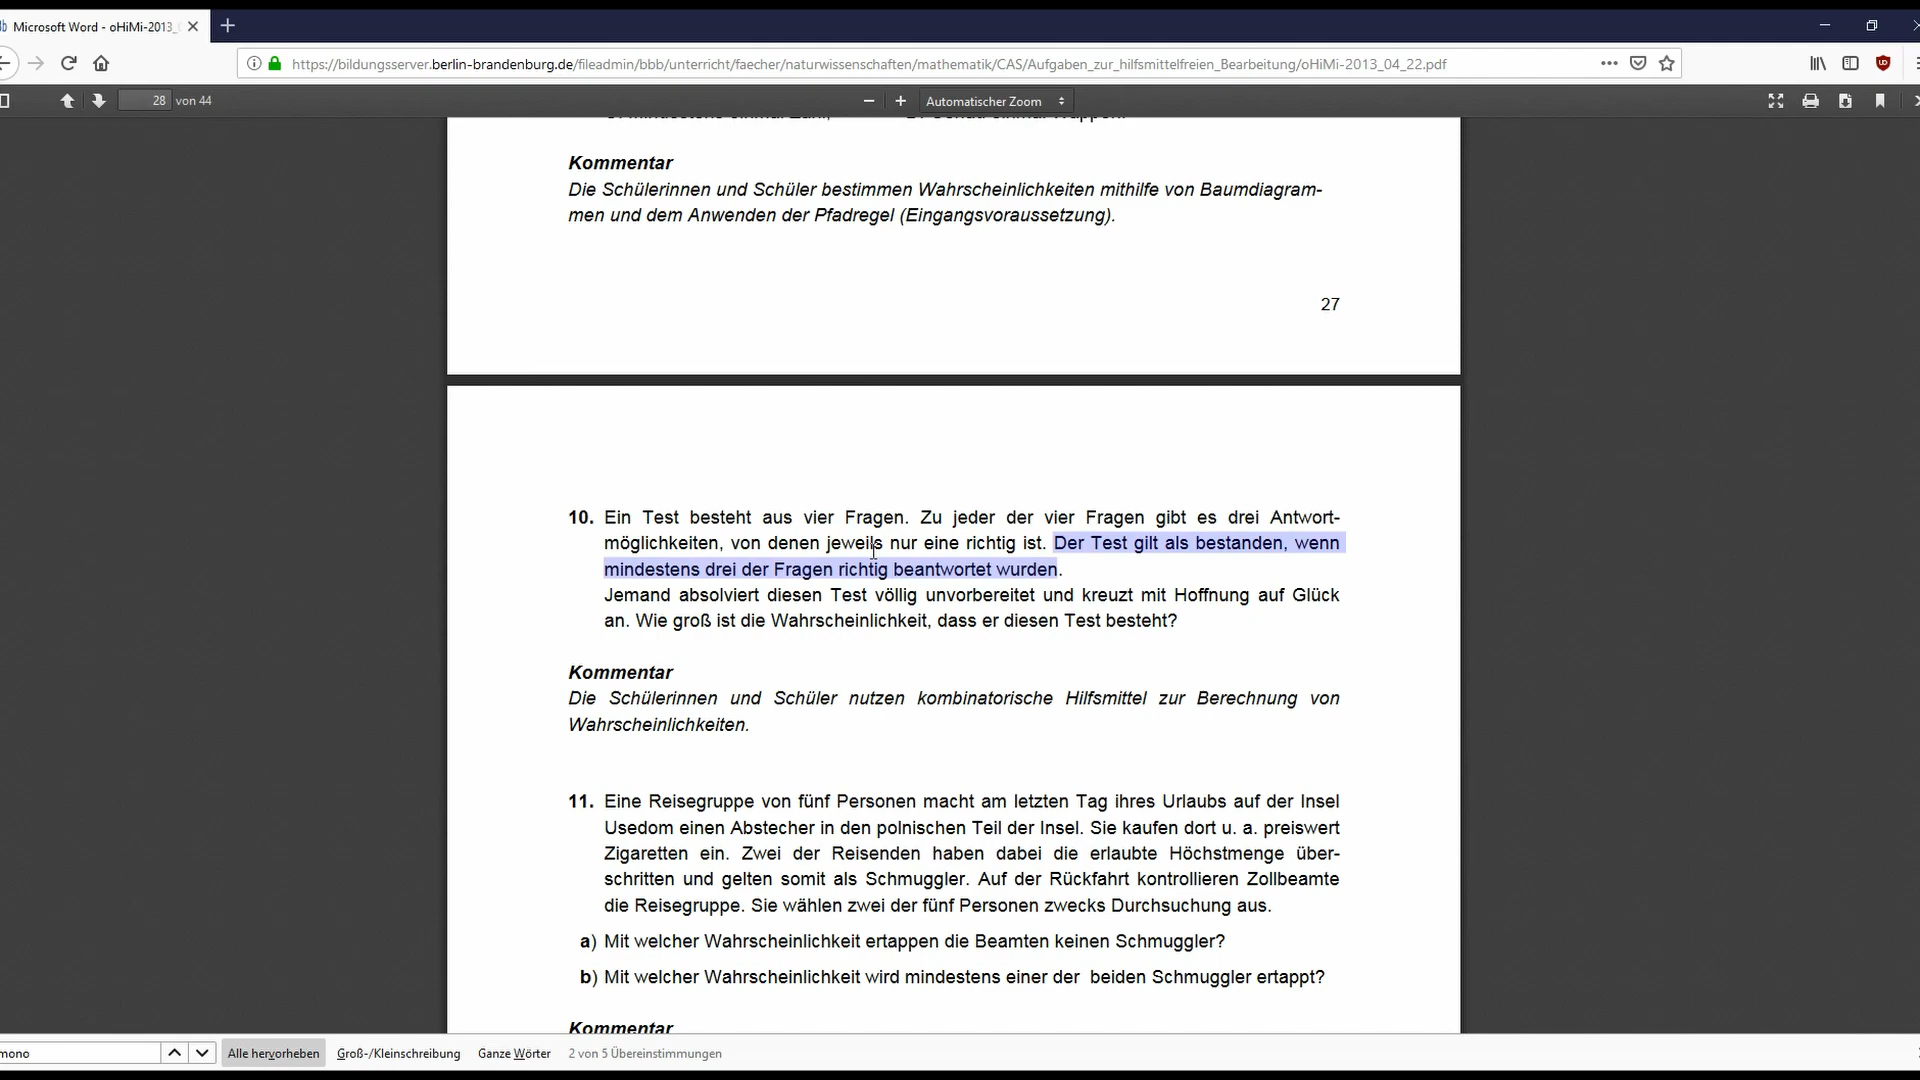 Microsoft Word - oHiMi-2013_
https://bildungsserver.berlin-brandenburg.de/fileadmin/bbb/unterricht/faecher/naturwissenschaften/mathematik/CAS/Aufgaben_zur_hilfsmittelfreien_Bearbeitung/oHiMi-2013_04_22.pdf
28 von 44
Automatischer Zoom
Kommentar
Die Schülerinnen und Schüler bestimmen Wahrscheinlichkeiten mithilfe von Baumdiagram-
men und dem Anwenden der Pfadregel (Eingangsvoraussetzung).
27
10. Ein Test besteht aus vier Fragen. Zu jeder der vier Fragen gibt es drei Antwort-
möglichkeiten, von denen jeweils nur eine richtig ist. Der Test gilt als bestanden, wenn
mindestens drei der Fragen richtig beantwortet wurden.
Jemand absolviert diesen Test völlig unvorbereitet und kreuzt mit Hoffnung auf Glück
an. Wie groß ist die Wahrscheinlichkeit, dass er diesen Test besteht?
Kommentar
Die Schülerinnen und Schüler nutzen kombinatorische Hilfsmittel zur Berechnung von
Wahrscheinlichkeiten.
11. Eine Reisegruppe von fünf Personen macht am letzten Tag ihres Urlaubs auf der Insel
Usedom einen Abstecher in den polnischen Teil der Insel. Sie kaufen dort u. a. preiswert
Zigaretten ein. Zwei der Reisenden haben dabei die erlaubte Höchstmenge über-
schritten und gelten somit als Schmuggler. Auf der Rückfahrt kontrollieren Zollbeamte
die Reisegruppe. Sie wählen zwei der fünf Personen zwecks Durchsuchung aus.
a) Mit welcher Wahrscheinlichkeit ertappen die Beamten keinen Schmuggler?
b) Mit welcher Wahrscheinlichkeit wird mindestens einer der beiden Schmuggler ertappt?
Kommentar
mono
Alle hervorheben Groß-/Kleinschreibung Ganze Wörter 2 von 5 Übereinstimmungen